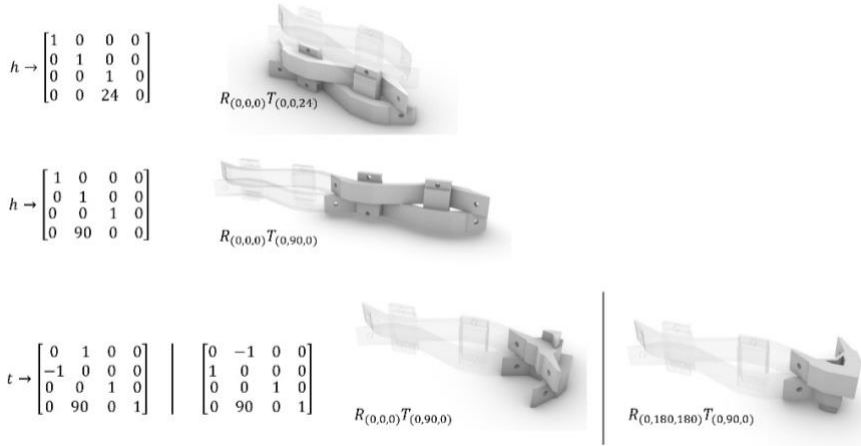 h → [1 0 0 0
0 1 0 0
0 0 1 0
0 0 24 0]
R(0,0,0)T(0,0,24)
h → [1 0 0 0
0 1 0 0
0 0 1 0
0 90 0 0]
R(0,0,0)T(0,90,0)
t → [0 1 0 0 | [0 −1 0 0
−1 0 0 0 1 0 0 0
0 0 1 0 0 0 1 0
0 90 0 1] 0 90 0 1]
R(0,0,0)T(0,90,0)
R(0,180,180)T(0,90,0)